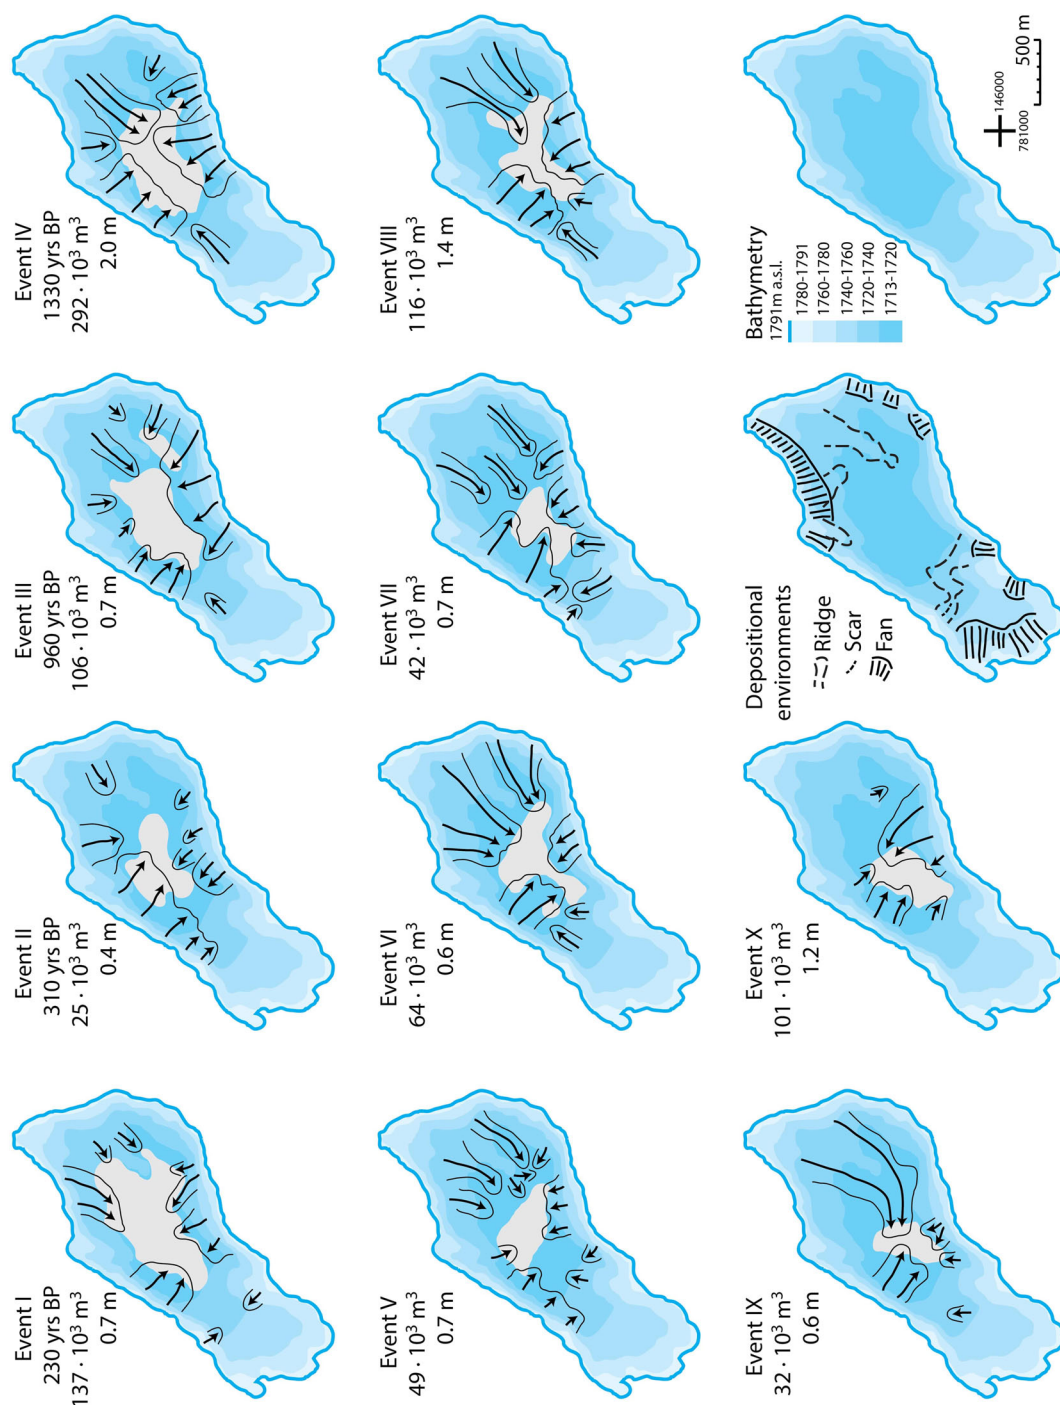 Event I
230 yrs BP
137 · 10³ m³
0.7 m
Event II
310 yrs BP
25 · 10³ m³
0.4 m
Event III
960 yrs BP
106 · 10³ m³
0.7 m
Event IV
1330 yrs BP
292 · 10³ m³
2.0 m
Event V
49 · 10³ m³
0.7 m
Event VI
64 · 10³ m³
0.6 m
Event VII
42 · 10³ m³
0.7 m
Event VIII
116 · 10³ m³
1.4 m
Event IX
32 · 10³ m³
0.6 m
Event X
101 · 10³ m³
1.2 m
Depositional
environments
Ridge
Scar
Fan
Bathymetry
1791m a.s.l.
1780-1791
1760-1780
1740-1760
1720-1740
1713-1720
146000
781000
500 m